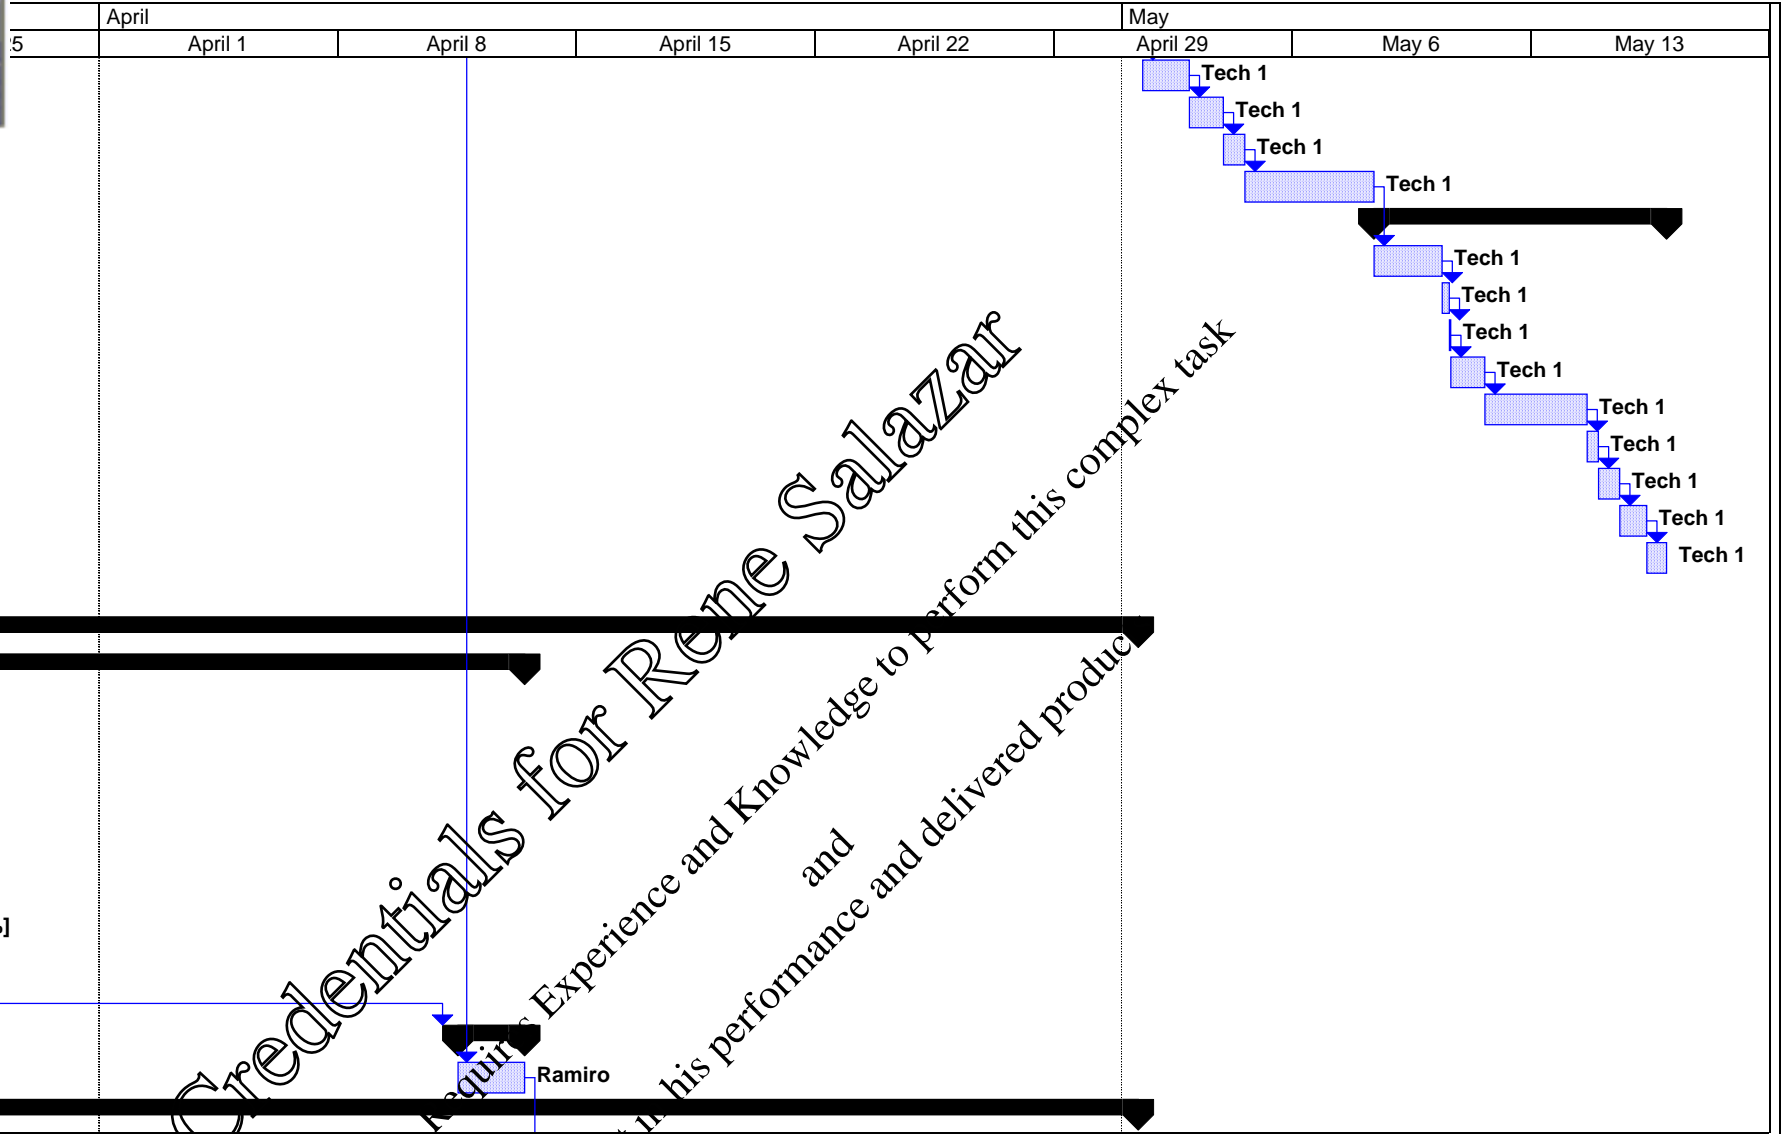 April May
April 1 April 8 April 15 April 22 April 29 May 6 May 13
Tech 1
Tech 1
Tech 1
Tech 1
Tech 1
Tech 1
Tech 1
Tech 1
Tech 1
Tech 1
Tech 1
Tech 1
Tech 1
Credentials for Rene Salazar
Requires Experience and Knowledge to perform this complex task
and
in his performance and delivered produc
Ramiro